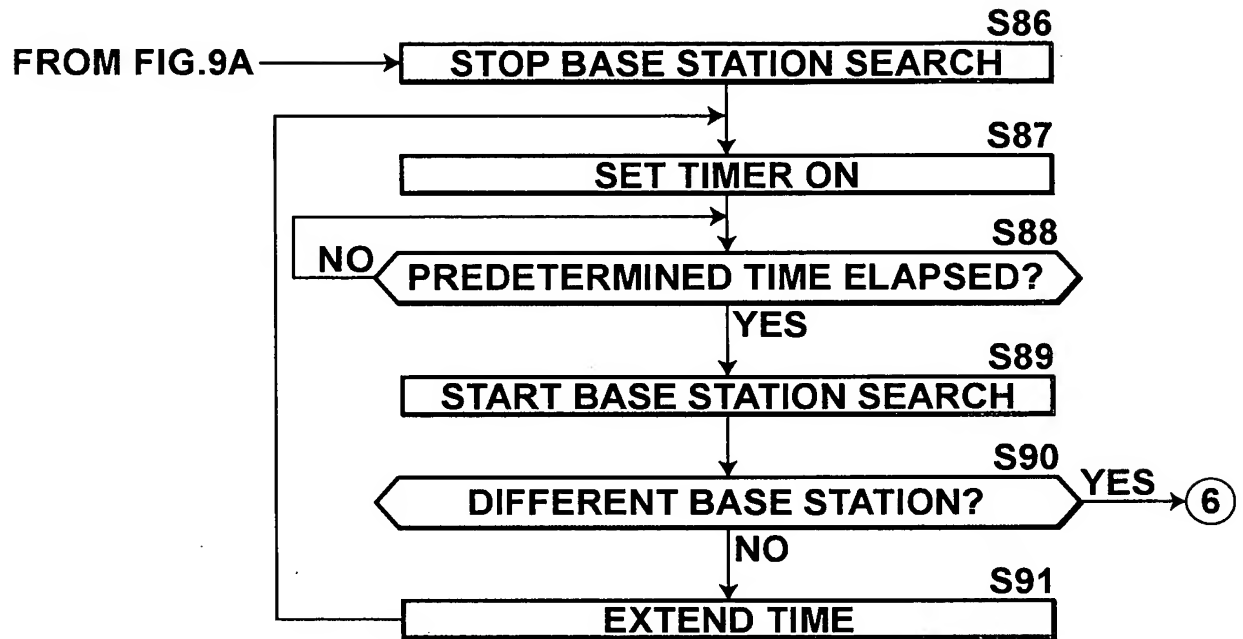 S86
FROM FIG.9A
STOP BASE STATION SEARCH
S87
SET TIMER ON
S88
NO
PREDETERMINED TIME ELAPSED?
YES
S89
START BASE STATION SEARCH
S90
DIFFERENT BASE STATION?
YES
6
NO
S91
EXTEND TIME